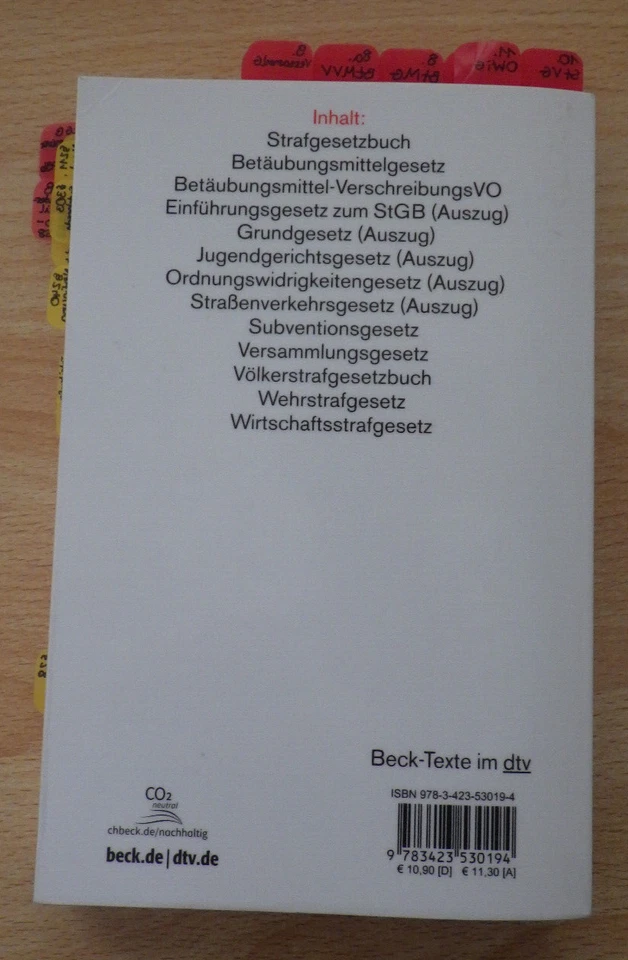 Inhalt:
Strafgesetzbuch
Betäubungsmittelgesetz
Betäubungsmittel-VerschreibungsVO
Einführungsgesetz zum StGB (Auszug)
Grundgesetz (Auszug)
Jugendgerichtsgesetz (Auszug)
Ordnungswidrigkeitengesetz (Auszug)
Straßenverkehrsgesetz (Auszug)
Subventionsgesetz
Versammlungsgesetz
Völkerstrafgesetzbuch
Wehrstrafgesetz
Wirtschaftsstrafgesetz
Beck-Texte im dtv
CO2
neutral
chbeck.de/nachhaltig
beck.de | dtv.de
ISBN 978-3-423-53019-4
9 783423 530194
€ 10,90 [D] € 11,30 [A]